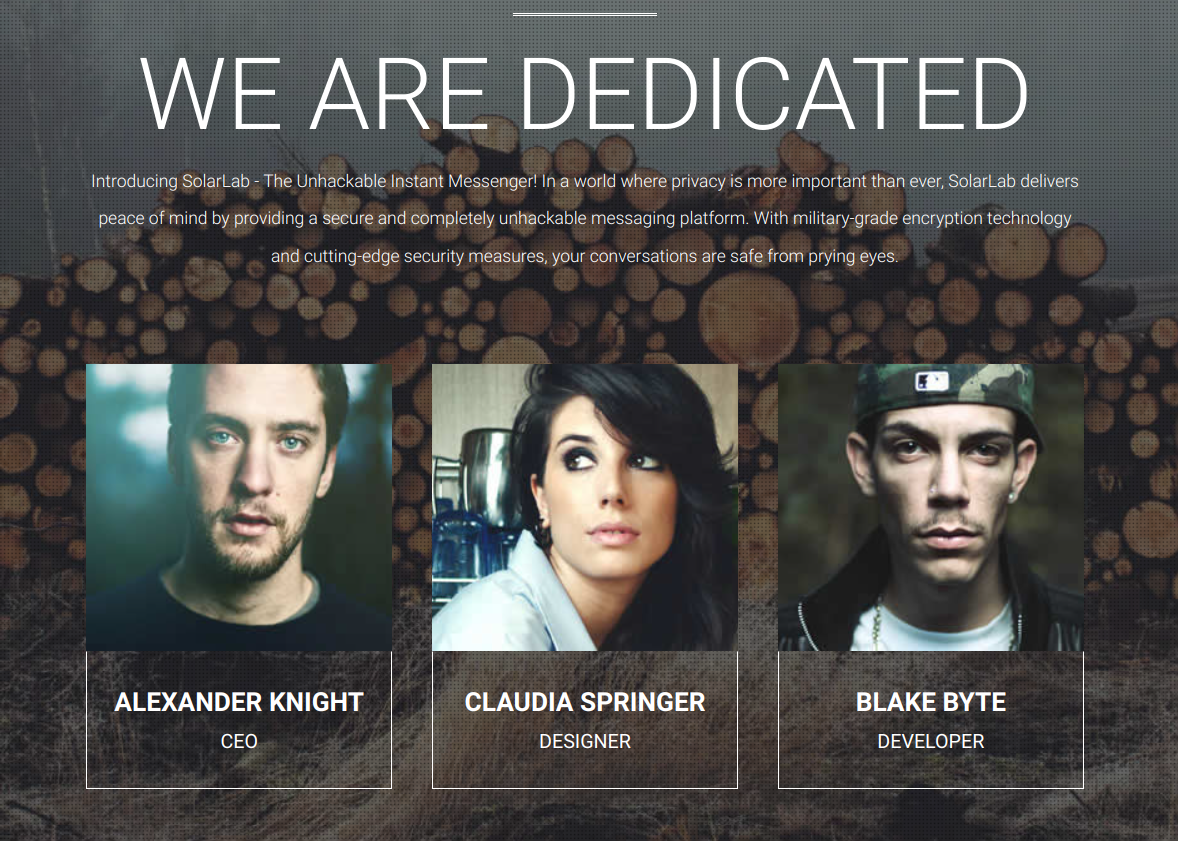 WE ARE DEDICATED
Introducing SolarLab - The Unhackable Instant Messenger! In a world where privacy is more important than ever, SolarLab delivers
peace of mind by providing a secure and completely unhackable messaging platform. With military-grade encryption technology
and cutting-edge security measures, your conversations are safe from prying eyes.
ALEXANDER KNIGHT
CEO
CLAUDIA SPRINGER
DESIGNER
BLAKE BYTE
DEVELOPER